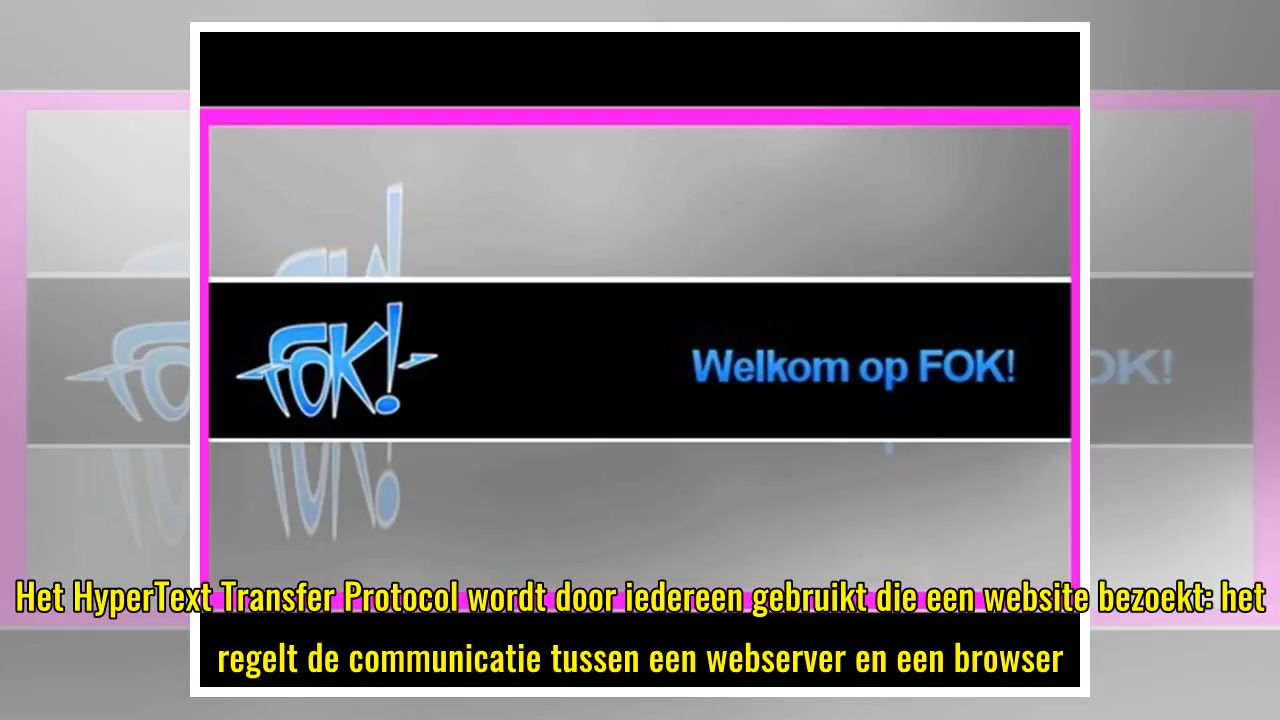 FOK!
Welkom op FOK!
OK!
Het HyperText Transfer Protocol wordt door iedereen gebruikt die een website bezoekt: het
regelt de communicatie tussen een webserver en een browser